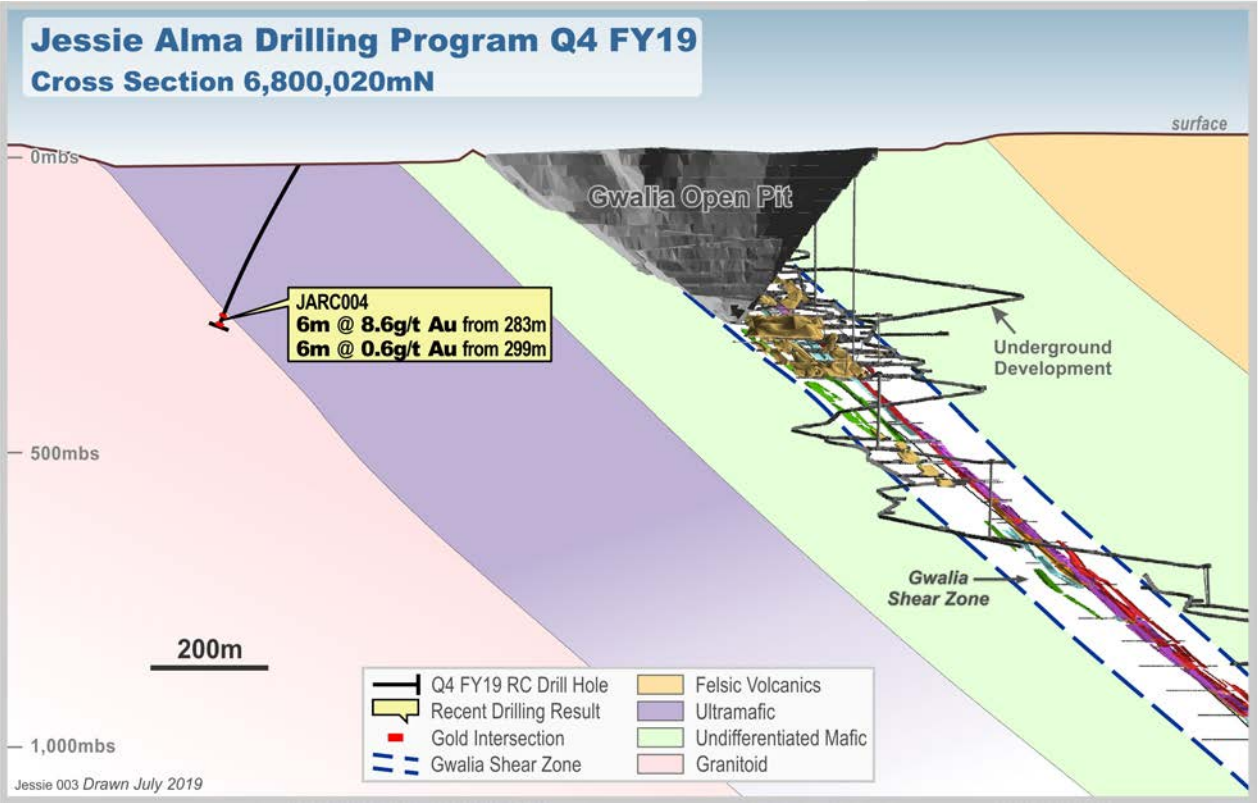 Jessie Alma Drilling Program Q4 FY19
Cross Section 6,800,020mN
surface
0mbs
Gwalia Open Pit
JARC004
6m @ 8.6g/t Au from 283m
6m @ 0.6g/t Au from 299m
Underground
Development
500mbs
Gwalia
Shear Zone
200m
Q4 FY19 RC Drill Hole
Recent Drilling Result
Gold Intersection
Gwalia Shear Zone
Felsic Volcanics
Ultramafic
Undifferentiated Mafic
Granitoid
1,000mbs
Jessie 003 Drawn July 2019